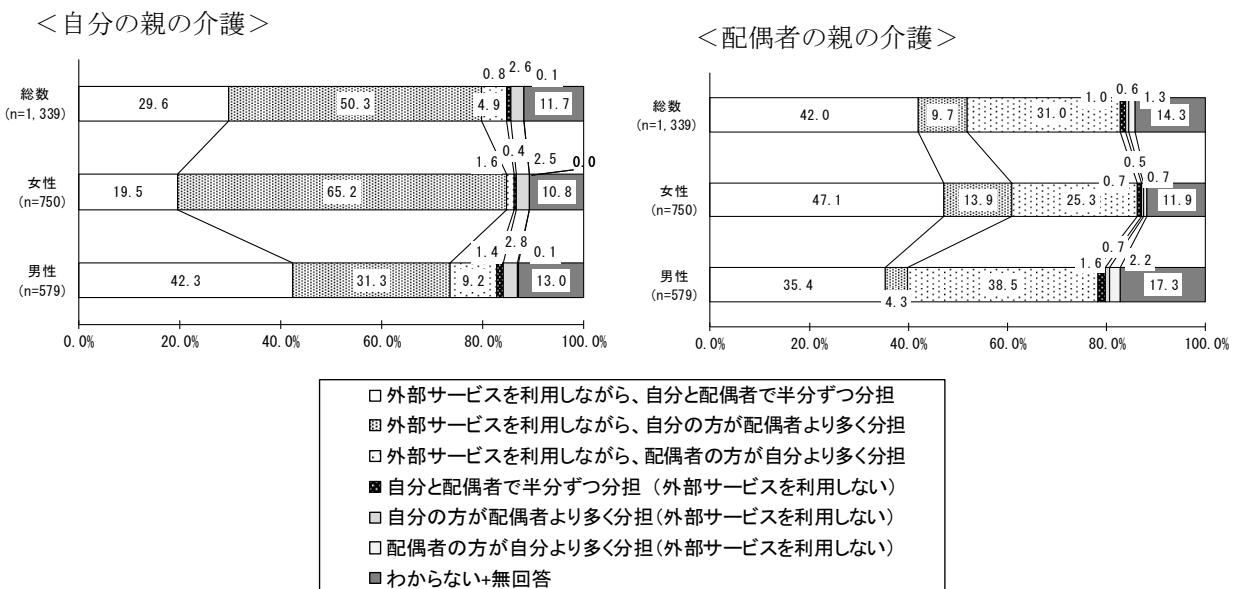 <自分の親の介護>
0.8 2.6 0.1
総数
(n=1,339)
29.6 50.3 4.9 11.7
1.6 0.4 2.5 0.0
女性
(n=750)
19.5 65.2 10.8
1.4 2.8 0.1
男性
(n=579)
42.3 31.3 9.2 13.0
0.0% 20.0% 40.0% 60.0% 80.0% 100.0%
<配偶者の親の介護>
1.0 0.6 1.3
総数
(n=1,339)
42.0 9.7 31.0 14.3
0.7 0.5 0.7
女性
(n=750)
47.1 13.9 25.3 11.9
1.6 0.7 2.2
男性
(n=579)
35.4 4.3 38.5 17.3
0.0% 20.0% 40.0% 60.0% 80.0% 100.0%
外部サービスを利用しながら、自分と配偶者で半分ずつ分担
外部サービスを利用しながら、自分の方が配偶者より多く分担
外部サービスを利用しながら、配偶者の方が自分より多く分担
自分と配偶者で半分ずつ分担 (外部サービスを利用しない)
自分の方が配偶者より多く分担(外部サービスを利用しない)
配偶者の方が自分より多く分担(外部サービスを利用しない)
わからない+無回答